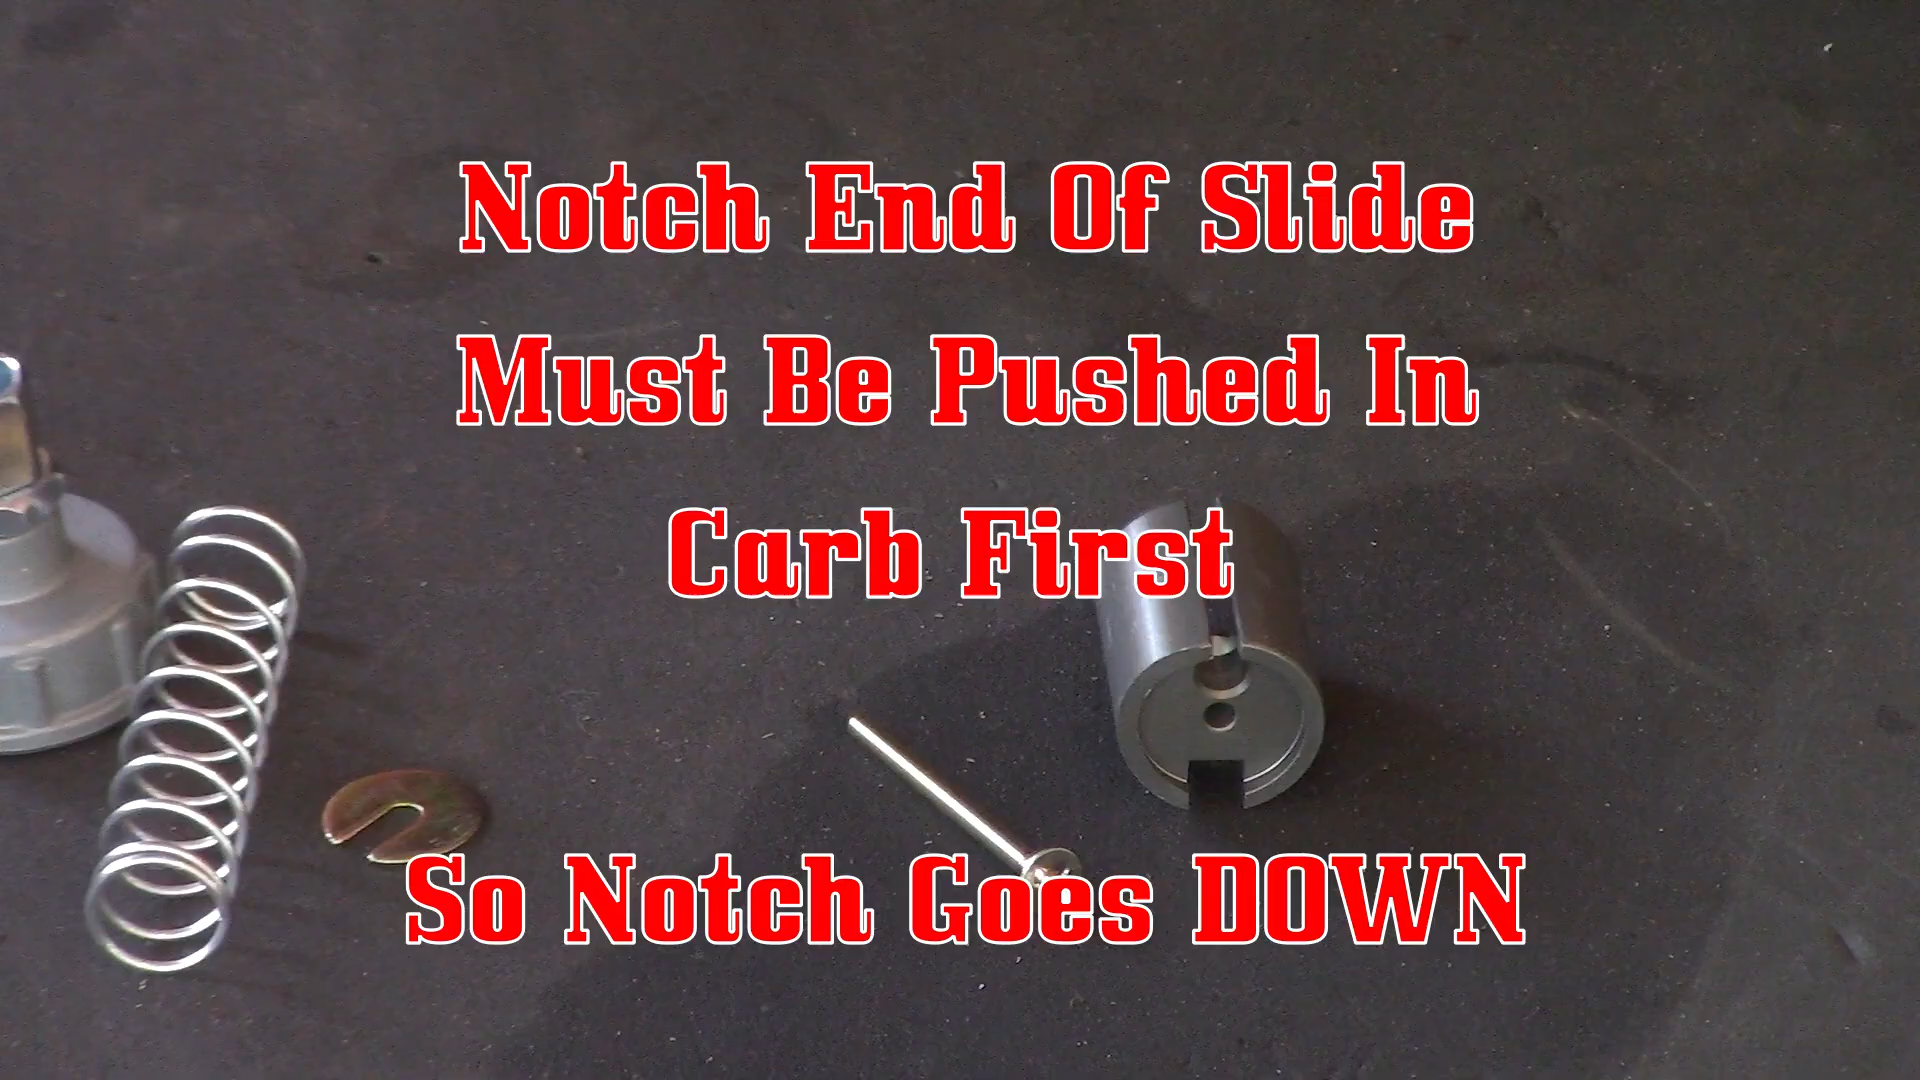 Notch End Of Slide
Must Be Pushed In
Carb First
So Notch Goes DOWN